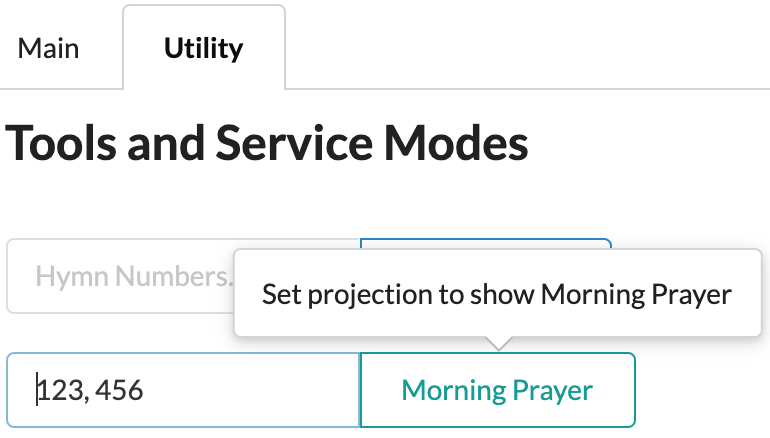 Main
Utility
Tools and Service Modes
Hymn Numbers.
Set projection to show Morning Prayer
123, 456
Morning Prayer